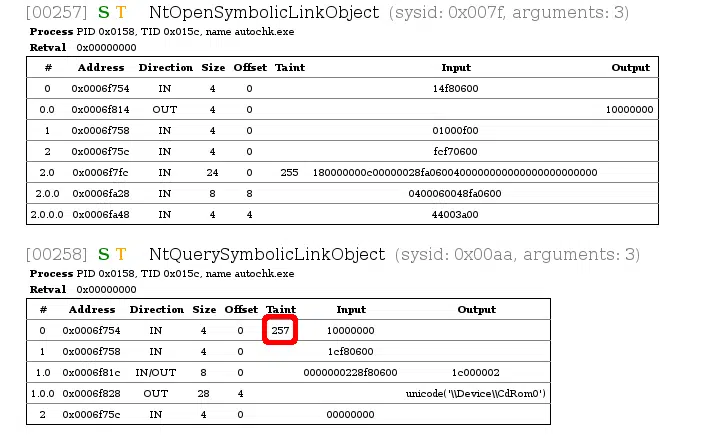 [00257] S T NtOpenSymbolicLinkObject (sysid: 0x007f, arguments: 3)
Process PID 0x0158, TID 0x015c, name autochk.exe
Retval 0x00000000
# Address Direction Size Offset Taint Input Output
0 0x0006f754 IN 4 0 14f80600
0.0 0x0006f814 OUT 4 0 10000000
1 0x0006f758 IN 4 0 01000f00
2 0x0006f75c IN 4 0 fcf70600
2.0 0x0006f7fc IN 24 0 255 180000000c00000028fa06004000000000000000000000000
2.0.0 0x0006fa28 IN 8 8 0400060048fa0600
2.0.0.0 0x0006fa48 IN 4 4 44003a00
[00258] S T NtQuerySymbolicLinkObject (sysid: 0x00aa, arguments: 3)
Process PID 0x0158, TID 0x015c, name autochk.exe
Retval 0x00000000
# Address Direction Size Offset Taint Input Output
0 0x0006f754 IN 4 0 257 10000000
1 0x0006f758 IN 4 0 1cf80600
1.0 0x0006f81c IN/OUT 8 0 0000000228f80600 1c000002
1.0.0 0x0006f828 OUT 28 4 unicode('\\Device\\CdRom0')
2 0x0006f75c IN 4 0 00000000